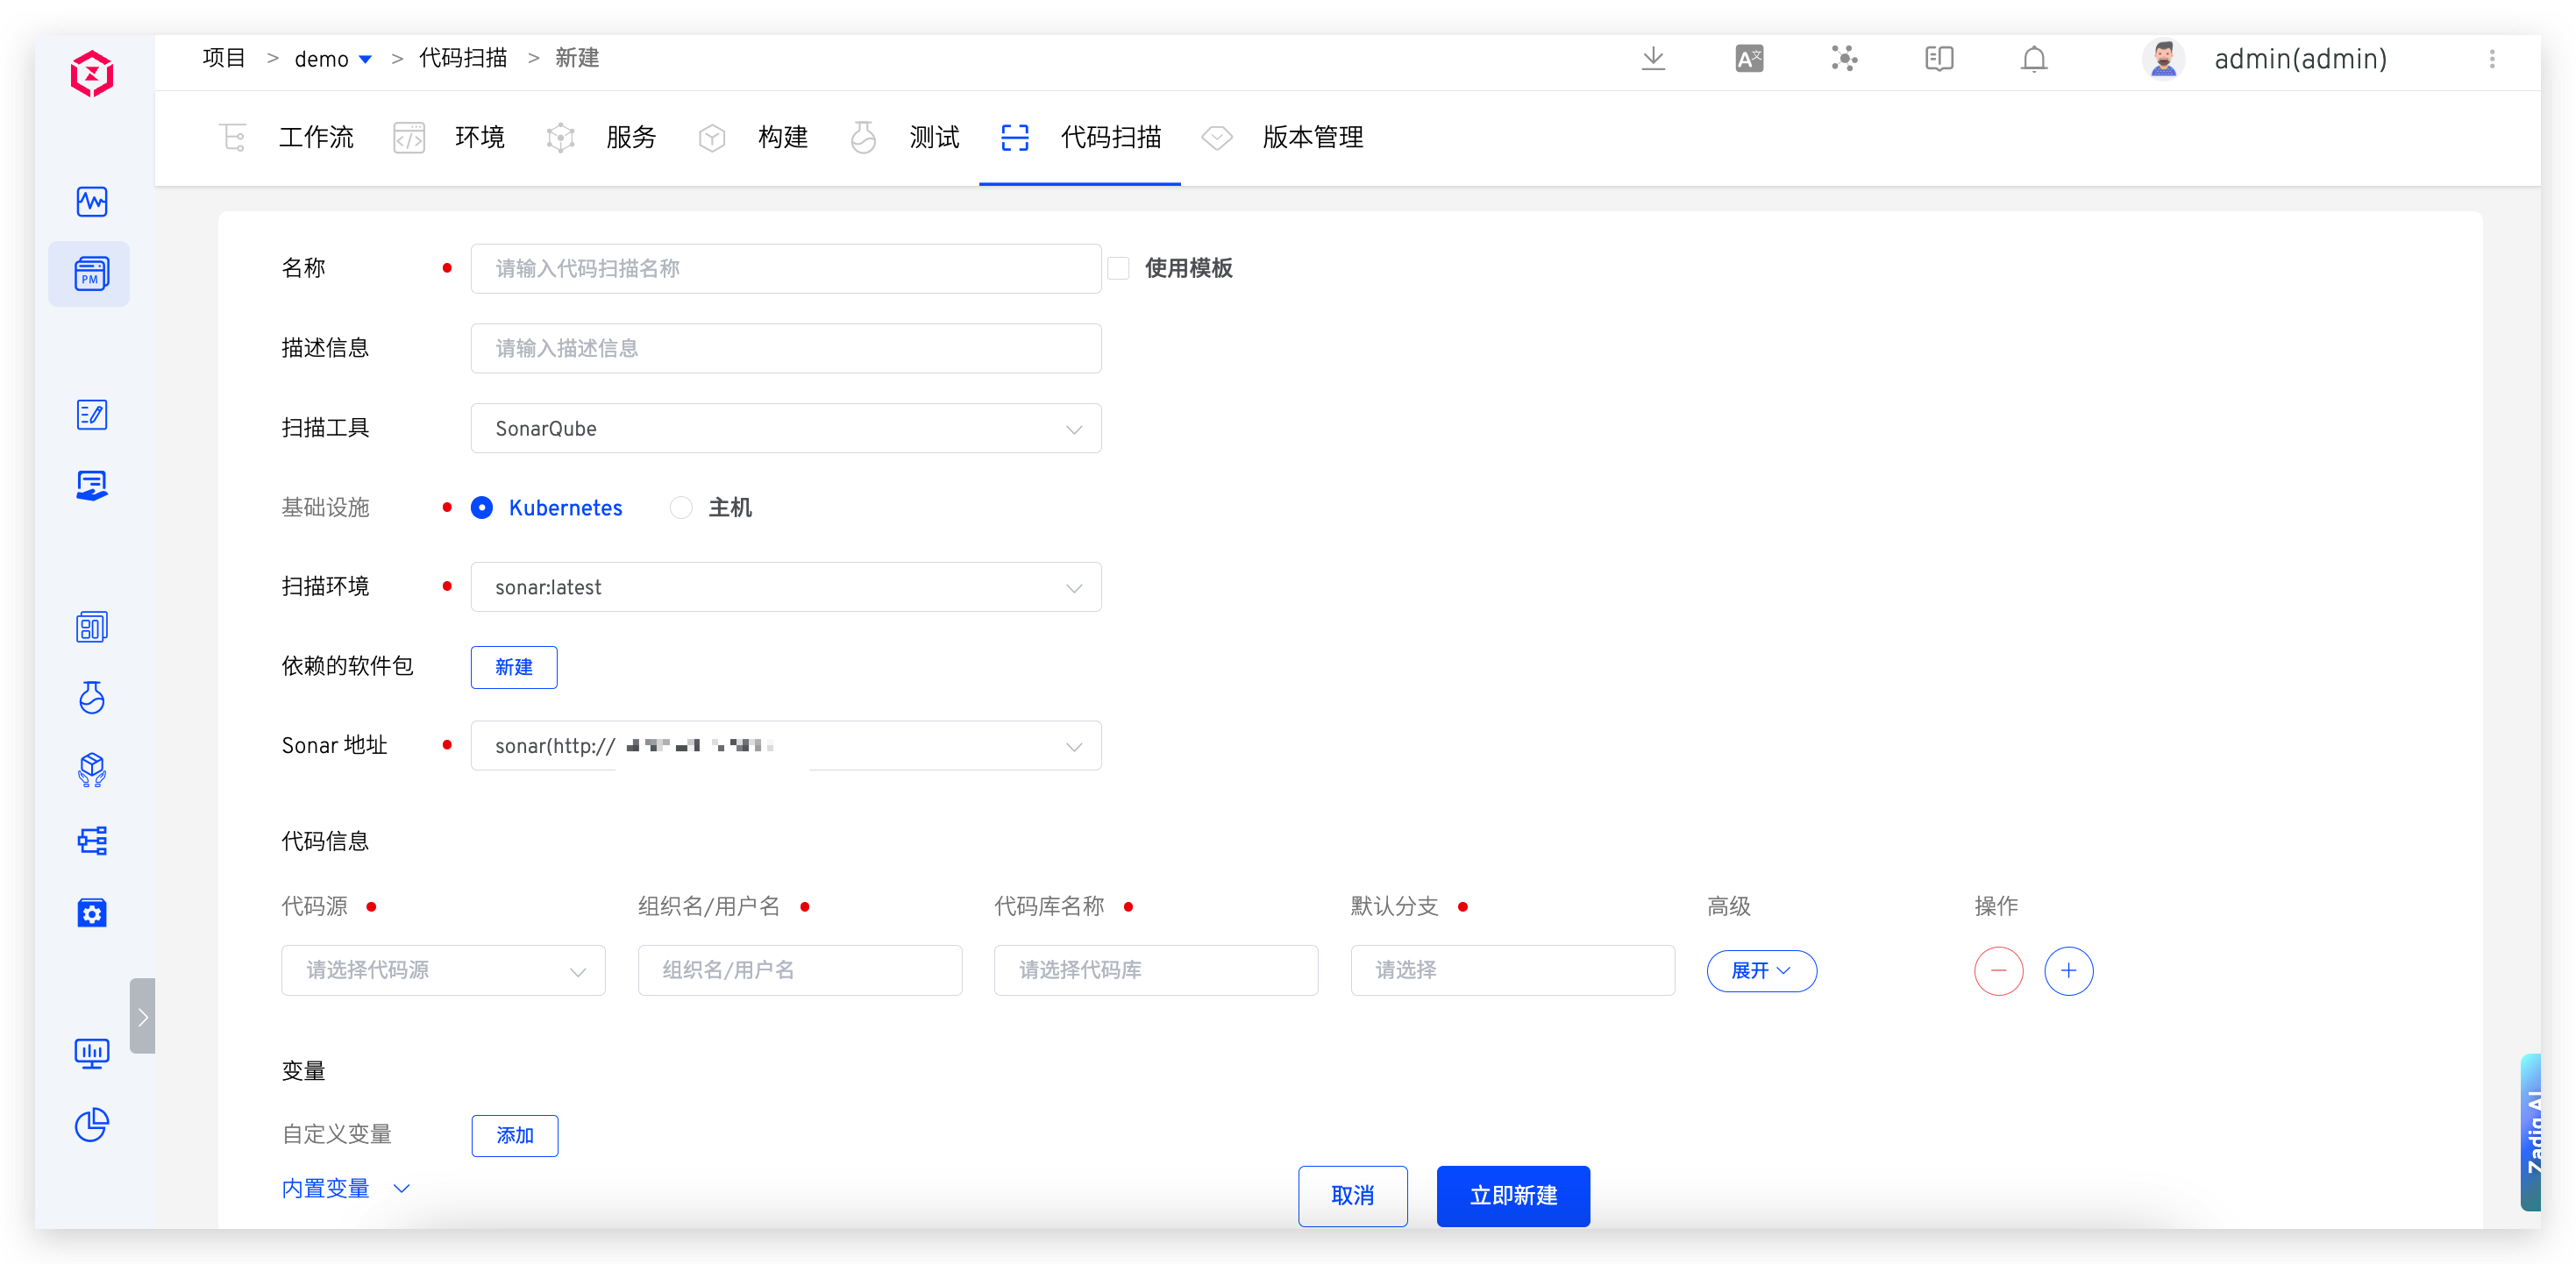 项目 > demo > 代码扫描 > 新建
admin(admin)
工作流 环境 服务 构建 测试 代码扫描 版本管理
PM
名称 请输入代码扫描名称 使用模板
描述信息 请输入描述信息
扫描工具 SonarQube
基础设施 Kubernetes 主机
扫描环境 sonar:latest
依赖的软件包 新建
Sonar 地址 sonar(http://
代码信息
代码源 组织名/用户名 代码库名称 默认分支 高级 操作
请选择代码源 组织名/用户名 请选择代码库 请选择 展开
变量
自定义变量 添加
内置变量
取消 立即新建
Zadig AI